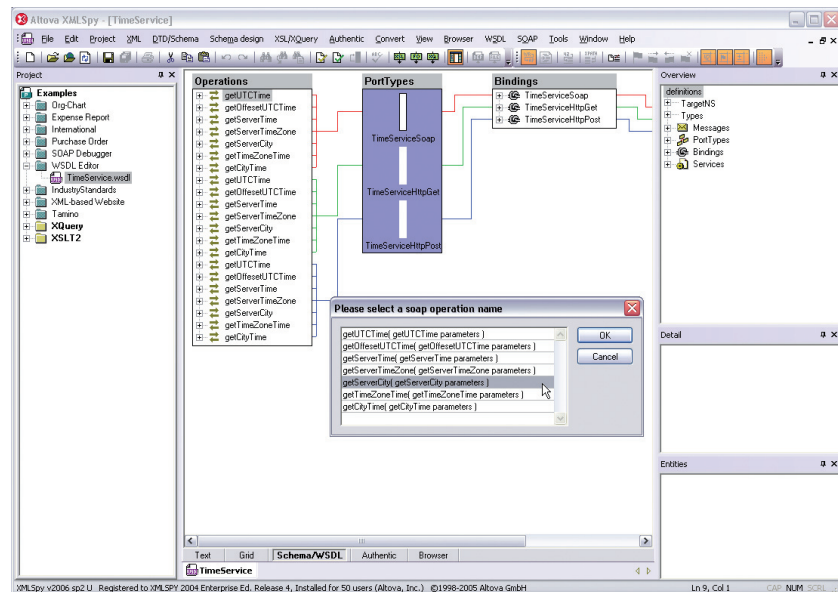 Altova XMLSpy - [TimeService]
File Edit Project XML DTD/Schema Schema design XSL/XQuery Authentic Convert View Browser WSDL SOAP Tools Window Help
Project
Examples
Org-Chart
Expense Report
International
Purchase Order
SOAP Debugger
WSDL Editor
TimeService.wsdl
IndustryStandards
XML-based Website
Tamino
XQuery
XSLT2
Operations
getUTCTime
getOffesetUTCTime
getServerTime
getServerTimeZone
getServerCity
getTimeZoneTime
getCityTime
getUTCTime
getOffesetUTCTime
getServerTime
getServerTimeZone
getServerCity
getTimeZoneTime
getCityTime
getUTCTime
getOffesetUTCTime
getServerTime
getServerTimeZone
getServerCity
getTimeZoneTime
getCityTime
PortTypes
TimeServiceSoap
TimeServiceHttpGet
TimeServiceHttpPost
Bindings
TimeServiceSoap
TimeServiceHttpGet
TimeServiceHttpPost
Overview
definitions
TargetNS
Types
Messages
PortTypes
Bindings
Services
Please select a soap operation name
getUTCTime( getUTCTime parameters )
getOffesetUTCTime( getOffesetUTCTime parameters )
getServerTime( getServerTime parameters )
getServerTimeZone( getServerTimeZone parameters )
getServerCity( getServerCity parameters )
getTimeZoneTime( getTimeZoneTime parameters )
getCityTime( getCityTime parameters )
OK
Cancel
Detail
Entities
Text Grid Schema/WSDL Authentic Browser
TimeService
XMLSpy v2006 sp2 U Registered to XMLSPY 2004 Enterprise Ed. Release 4, Installed for 50 users (Altova, Inc.) ©1998-2005 Altova GmbH Ln 9, Col 1 CAP NUM SCRL